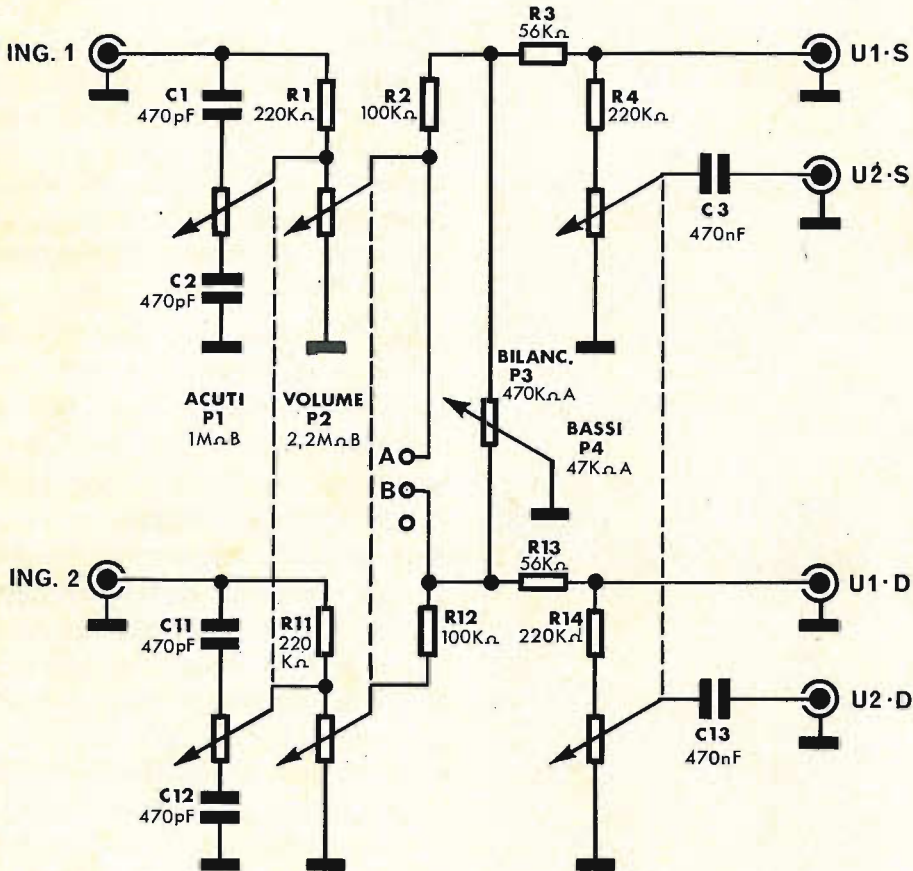 R3
56KΩ
ING. 1
U1·S
C1
470pF
R1
220KΩ
R2
100KΩ
R4
220KΩ
U2·S
C3
470nF
C2
470pF
ACUTI
P1
1MΩB
VOLUME
P2
2,2MΩB
BILANC.
P3
470KΩA
BASSI
P4
47KΩA
A
B
ING. 2
R13
56KΩ
U1·D
C11
470pF
R11
220
KΩ
R12
100KΩ
R14
220KΩ
U2·D
C13
470nF
C12
470pF